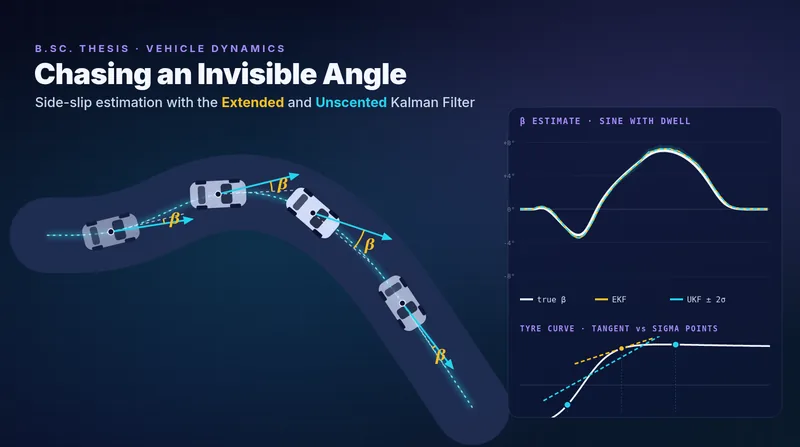 B.SC. THESIS · VEHICLE DYNAMICS
Chasing an Invisible Angle
Side-slip estimation with the Extended and Unscented Kalman Filter
β
β
β
β
β ESTIMATE · SINE WITH DWELL
+8°
+4°
0°
-4°
-8°
true β
EKF
UKF ± 2σ
TYRE CURVE · TANGENT vs SIGMA POINTS